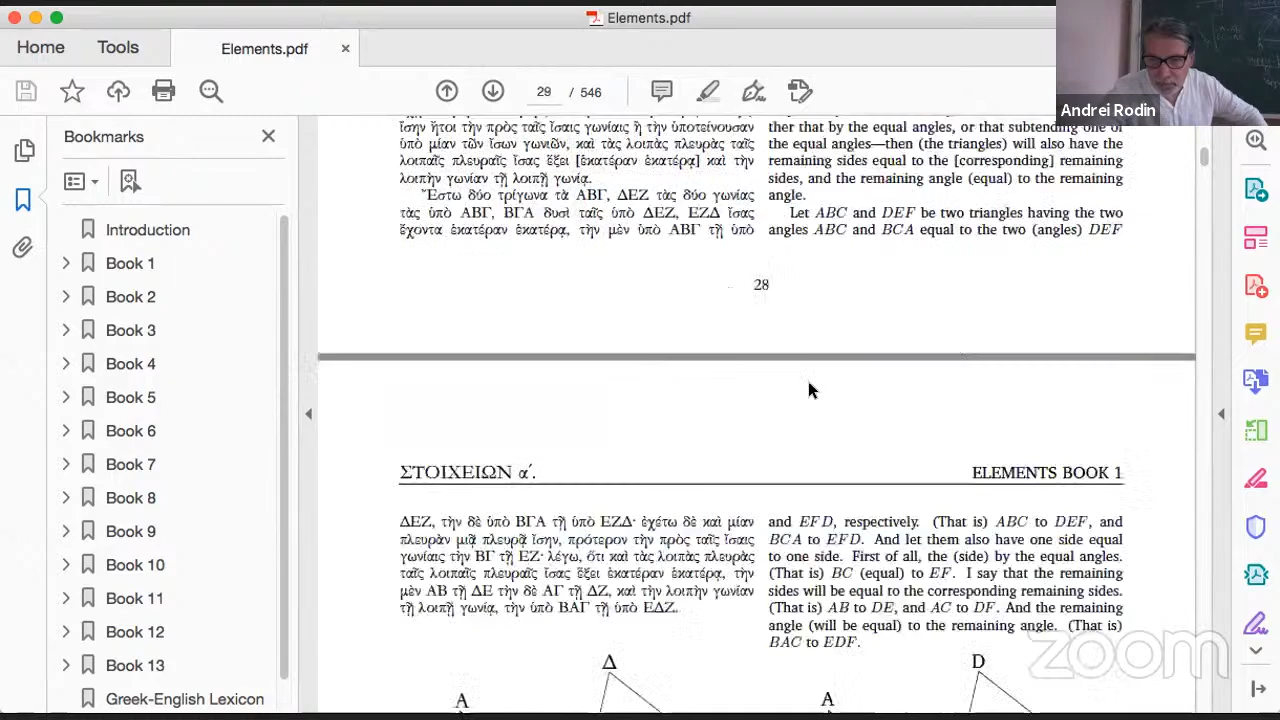 Elements.pdf
Home
Tools
Elements.pdf
29 / 546
Andrei Rodin
Bookmarks
Introduction
Book 1
Book 2
Book 3
Book 4
Book 5
Book 6
Book 7
Book 8
Book 9
Book 10
Book 11
Book 12
Book 13
Greek-English Lexicon
ἴσην ἤτοι τὴν πρὸς ταῖς ἴσαις γωνίαις ἢ τὴν ὑποτείνουσαν
ὑπὸ μίαν τῶν ἴσων γωνιῶν, καὶ τὰς λοιπὰς πλευρὰς ταῖς
λοιπαῖς πλευραῖς ἴσας ἕξει [ἑκατέραν ἑκατέρᾳ] καὶ τὴν
λοιπὴν γωνίαν τῇ λοιπῇ γωνίᾳ.
῎Εστω δύο τρίγωνα τὰ ΑΒΓ, ΔΕΖ τὰς δύο γωνίας
τὰς ὑπὸ ΑΒΓ, ΒΓΑ δυσὶ ταῖς ὑπὸ ΔΕΖ, ΕΖΔ ἴσας
ἔχοντα ἑκατέραν ἑκατέρᾳ, τὴν μὲν ὑπὸ ΑΒΓ τῇ ὑπὸ
ther that by the equal angles, or that subtending one of
the equal angles—then (the triangles) will also have the
remaining sides equal to the [corresponding] remaining
sides, and the remaining angle (equal) to the remaining
angle.
Let ABC and DEF be two triangles having the two
angles ABC and BCA equal to the two (angles) DEF
28
ΣΤΟΙΧΕΙΩΝ α΄.
ELEMENTS BOOK 1
ΔΕΖ, τὴν δὲ ὑπὸ ΒΓΑ τῇ ὑπὸ ΕΖΔ· ἐχέτω δὲ καὶ μίαν
πλευρὰν μιᾷ πλευρᾷ ἴσην, πρότερον τὴν πρὸς ταῖς ἴσαις
γωνίαις τὴν ΒΓ τῇ ΕΖ· λέγω, ὅτι καὶ τὰς λοιπὰς πλευρὰς
ταῖς λοιπαῖς πλευραῖς ἴσας ἕξει ἑκατέραν ἑκατέρᾳ, τὴν
μὲν ΑΒ τῇ ΔΕ τὴν δὲ ΑΓ τῇ ΔΖ, καὶ τὴν λοιπὴν γωνίαν
τῇ λοιπῇ γωνίᾳ, τὴν ὑπὸ ΒΑΓ τῇ ὑπὸ ΕΔΖ.
and EFD, respectively. (That is) ABC to DEF, and
BCA to EFD. And let them also have one side equal
to one side. First of all, the (side) by the equal angles.
(That is) BC (equal) to EF. I say that the remaining
sides will be equal to the corresponding remaining sides.
(That is) AB to DE, and AC to DF. And the remaining
angle (will be equal) to the remaining angle. (That is)
BAC to EDF.
Δ
Α
D
A
zoom